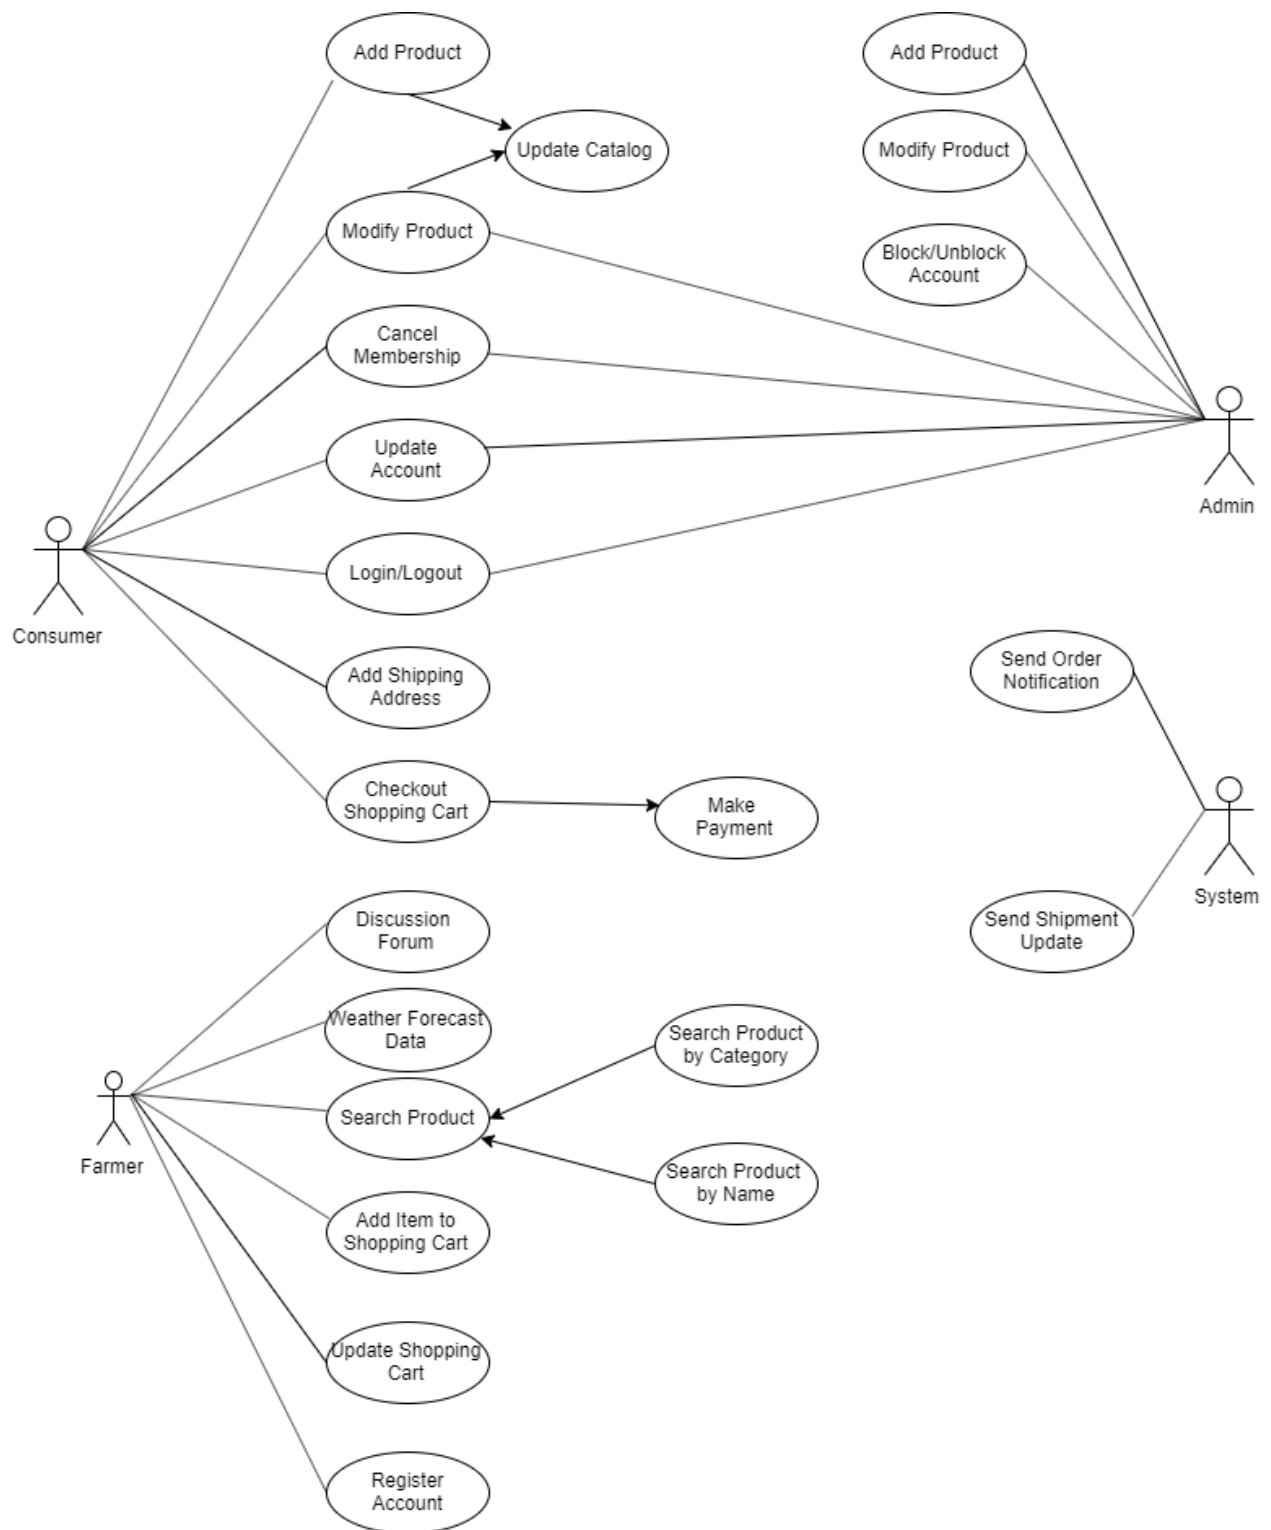 Add Product
Add Product
Update Catalog
Modify Product
Modify Product
Block/Unblock
Account
Cancel
Membership
Update
Account
Admin
Login/Logout
Consumer
Add Shipping
Address
Send Order
Notification
Checkout
Shopping Cart
Make
Payment
System
Discussion
Forum
Send Shipment
Update
Weather Forecast
Data
Search Product
by Category
Search Product
Farmer
Search Product
by Name
Add Item to
Shopping Cart
Update Shopping
Cart
Register
Account